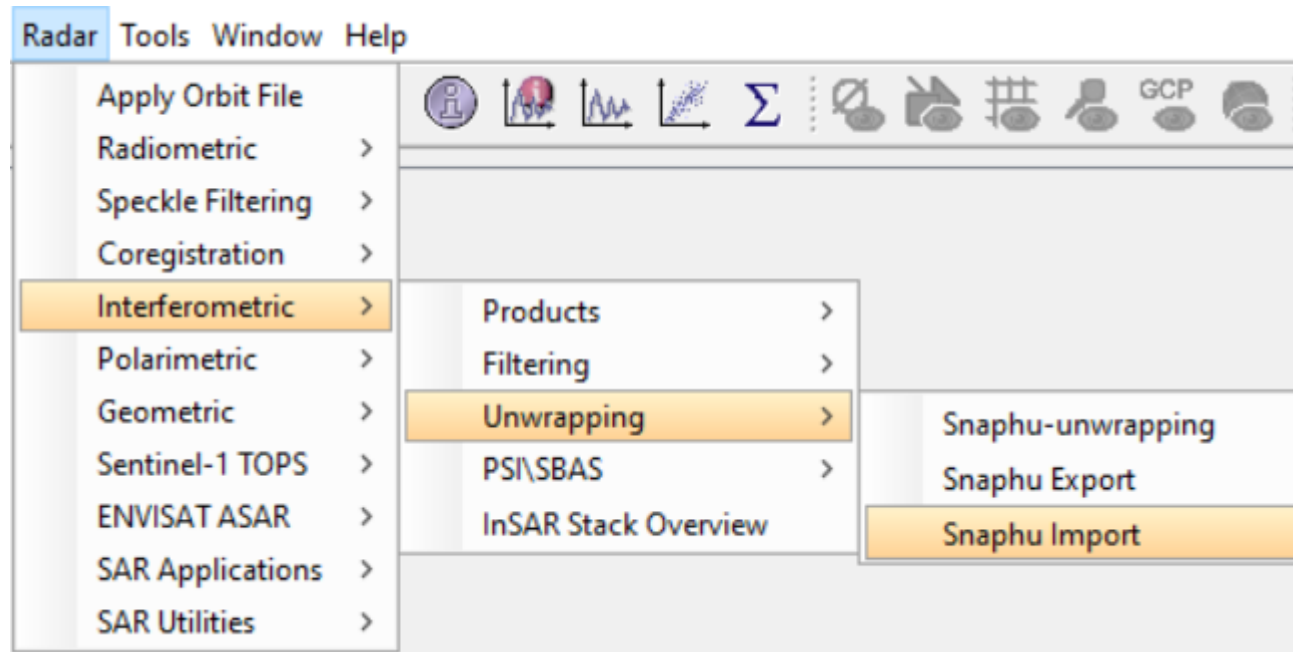 Radar Tools Window Help
Apply Orbit File
Radiometric >
Speckle Filtering >
Coregistration >
Interferometric >
Polarimetric >
Geometric >
Sentinel-1 TOPS >
ENVISAT ASAR >
SAR Applications >
SAR Utilities >
Σ
GCP
Products >
Filtering >
Unwrapping >
PSI\SBAS >
InSAR Stack Overview
Snaphu-unwrapping
Snaphu Export
Snaphu Import